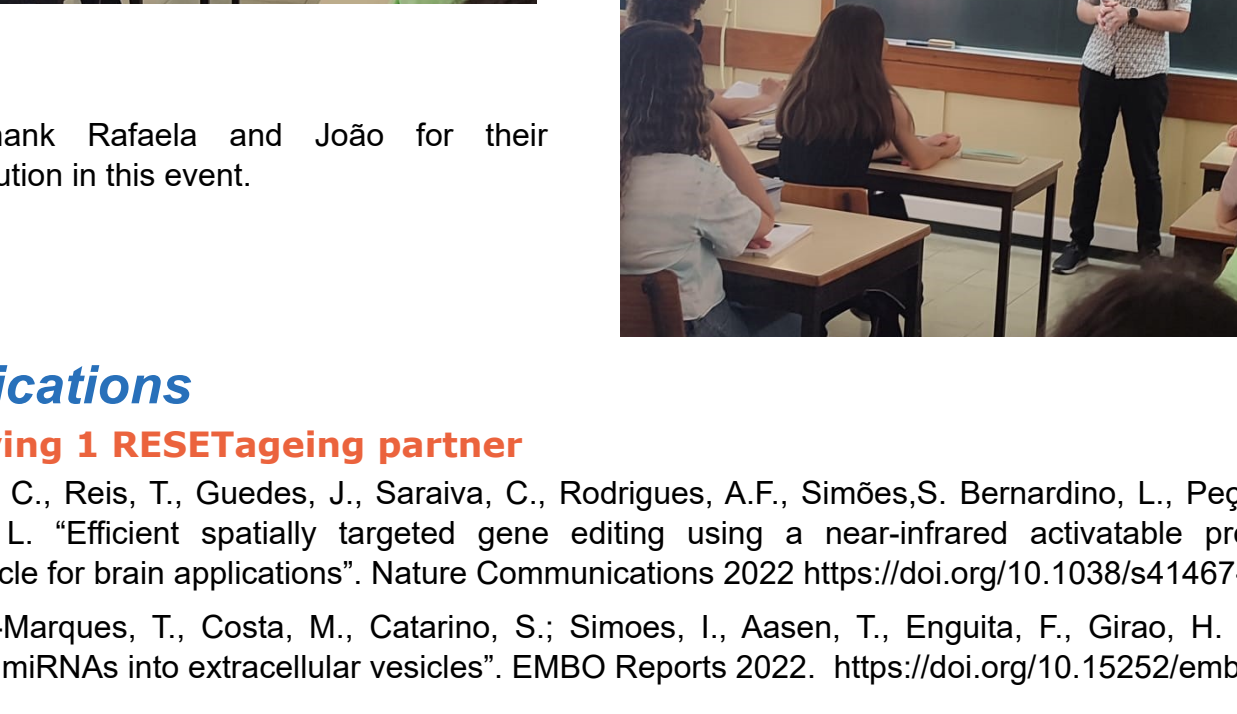 hank Rafaela and João for their
ution in this event.
ications
ing 1 RESETageing partner
C., Reis, T., Guedes, J., Saraiva, C., Rodrigues, A.F., Simões,S. Bernardino, L., Peç
L. “Efficient spatially targeted gene editing using a near-infrared activatable pro
cle for brain applications”. Nature Communications 2022 https://doi.org/10.1038/s41467-
-Marques, T., Costa, M., Catarino, S.; Simoes, I., Aasen, T., Enguita, F., Girao, H.
miRNAs into extracellular vesicles”. EMBO Reports 2022. https://doi.org/10.15252/emb